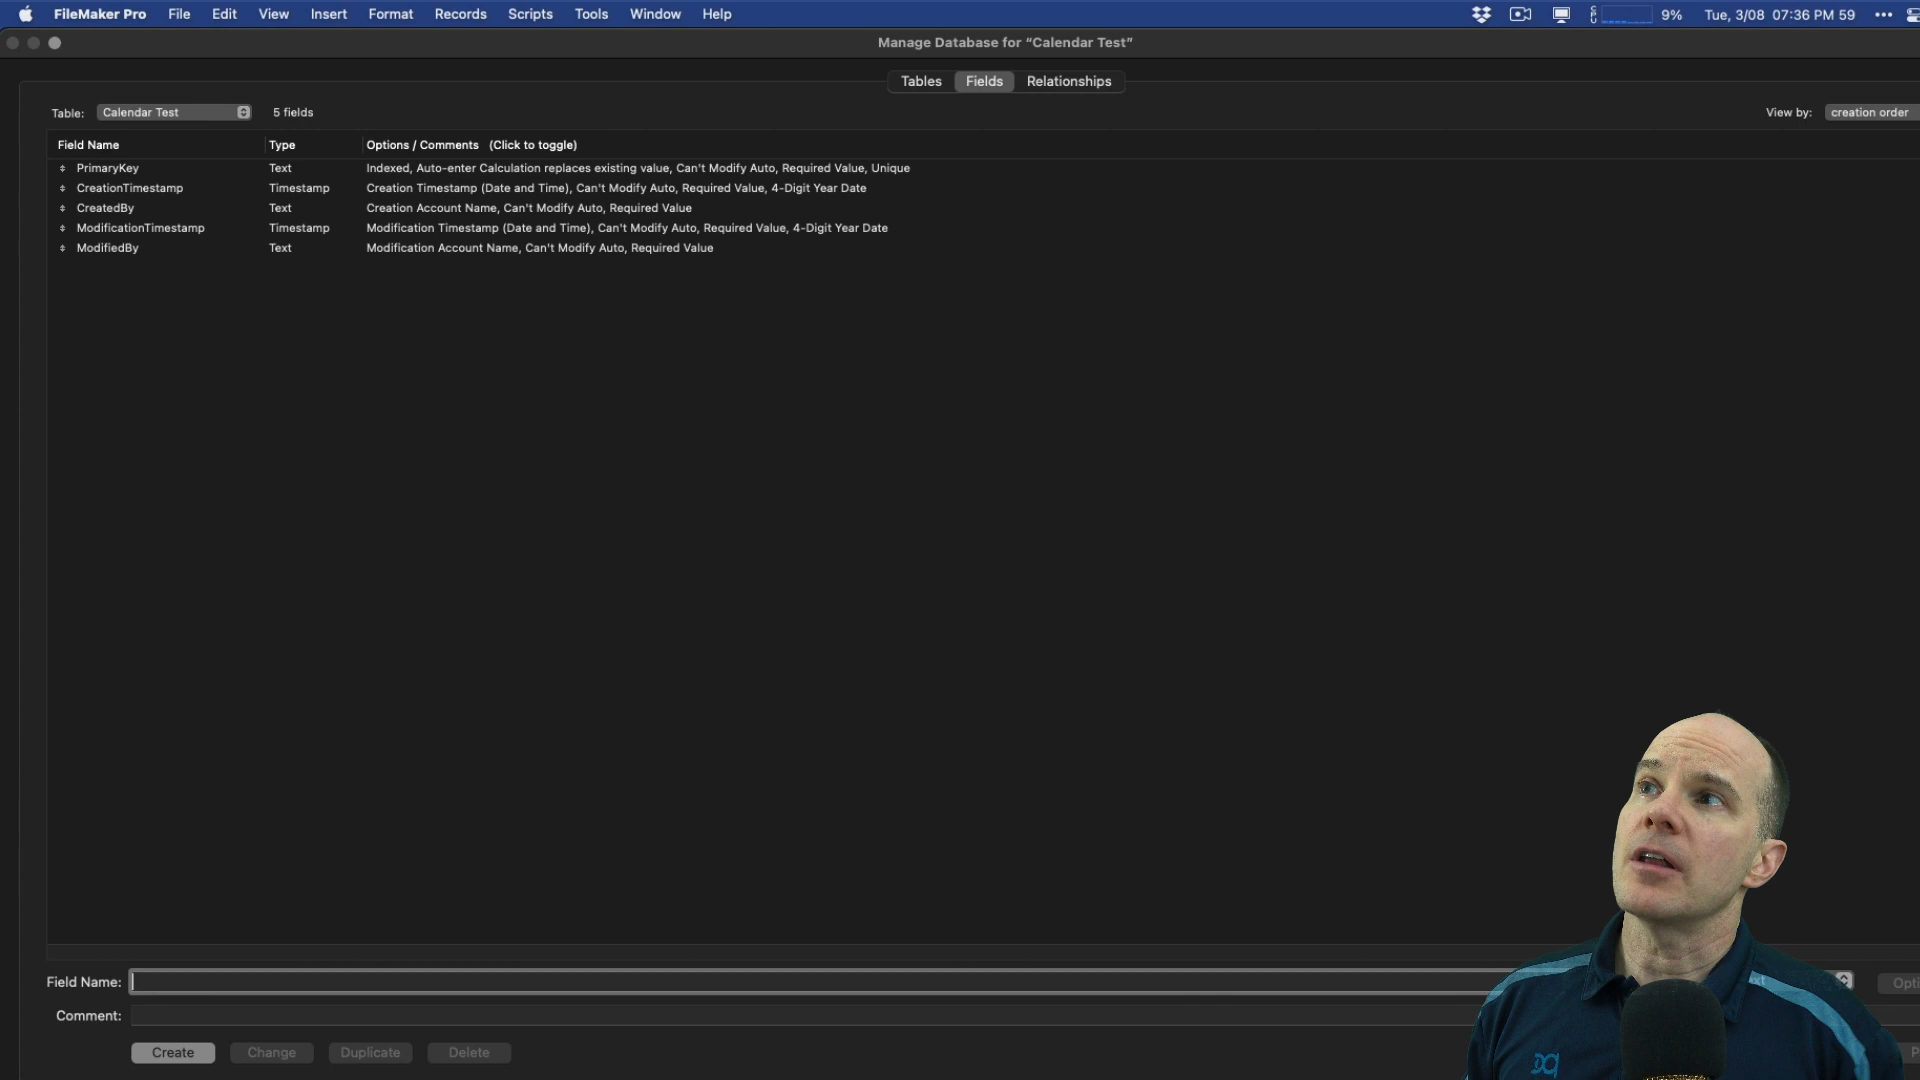 FileMaker Pro File Edit View Insert Format Records Scripts Tools Window Help CPU 9% Tue, 3/08 07:36 PM 59
Manage Database for “Calendar Test”
Tables Fields Relationships
Table: Calendar Test 5 fields View by: creation order
Field Name Type Options / Comments (Click to toggle)
PrimaryKey Text Indexed, Auto-enter Calculation replaces existing value, Can't Modify Auto, Required Value, Unique
CreationTimestamp Timestamp Creation Timestamp (Date and Time), Can't Modify Auto, Required Value, 4-Digit Year Date
CreatedBy Text Creation Account Name, Can't Modify Auto, Required Value
ModificationTimestamp Timestamp Modification Timestamp (Date and Time), Can't Modify Auto, Required Value, 4-Digit Year Date
ModifiedBy Text Modification Account Name, Can't Modify Auto, Required Value
Field Name:
Comment:
Create Change Duplicate Delete